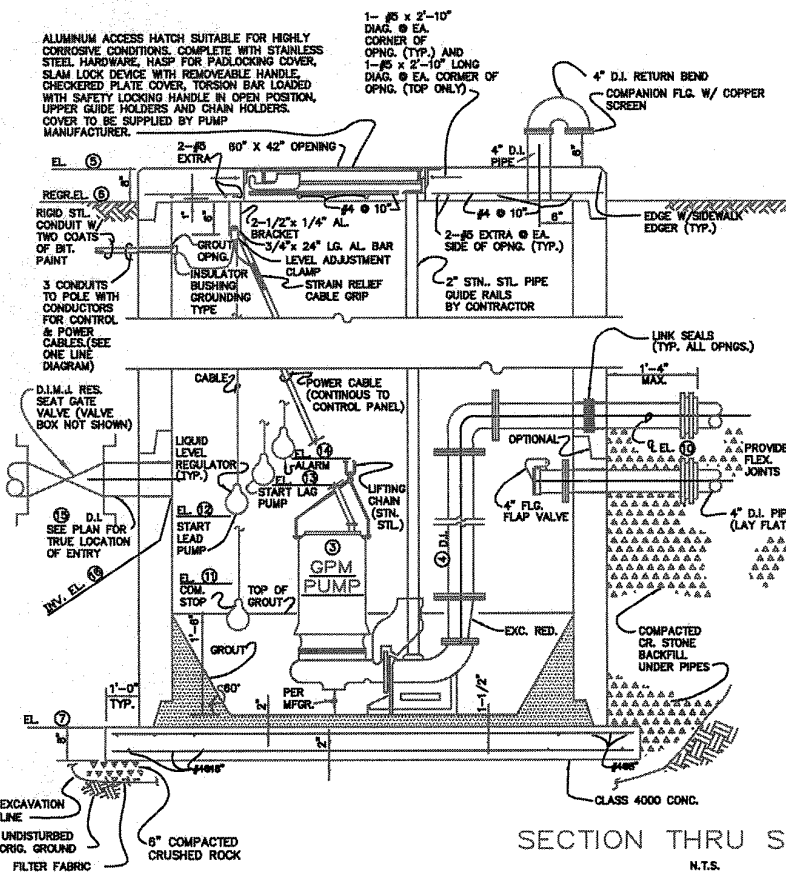 ALUMINUM ACCESS HATCH SUITABLE FOR HIGHLY
CORROSIVE CONDITIONS. COMPLETE WITH STAINLESS
STEEL HARDWARE, HASP FOR PADLOCKING COVER,
SLAM LOCK DEVICE WITH REMOVEABLE HANDLE,
CHECKERED PLATE COVER, TORSION BAR LOADED
WITH SAFETY LOCKING HANDLE IN OPEN POSITION,
UPPER GUIDE HOLDERS AND CHAIN HOLDERS.
COVER TO BE SUPPLIED BY PUMP
MANUFACTURER.
1- #5 x 2'-10"
DIAG. @ EA.
CORNER OF
OPNG. (TYP.) AND
1-#5 x 2'-10" LONG
DIAG. @ EA. CORMER OF
OPNG. (TOP ONLY)
4" D.I. RETURN BEND
COMPANION FLG. W/ COPPER
SCREEN
4" D.I.
PIPE
6"
2-#5
EXTRA
60" X 42" OPENING
EL. 5
8"
REGR.EL. 6
RIGID STL.
CONDUIT W/
TWO COATS
OF BIT.
PAINT
1'
6"
2-1/2"x 1/4" AL.
BRACKET
3/4"x 24" LG. AL. BAR
LEVEL ADJUSTMENT
CLAMP
GROUT
OPNG.
INSULATOR
BUSHING
GROUNDING
TYPE
STRAIN RELIEF
CABLE GRIP
#4 @ 10"
#4 @ 10"
6"
2-#5 EXTRA @ EA.
SIDE OF OPNG. (TYP.)
EDGE W/SIDEWALK
EDGER (TYP.)
2" STN.. STL. PIPE
GUIDE RAILS
BY CONTRACTOR
3 CONDUITS
TO POLE WITH
CONDUCTORS
FOR CONTROL
& POWER
CABLES.(SEE
ONE LINE
DIAGRAM)
LINK SEALS
(TYP. ALL OPNGS.)
1'-4"
MAX.
CABLE
POWER CABLE
(CONTINOUS TO
CONTROL PANEL)
D.I.M.J. RES.
SEAT GATE
VALVE (VALVE
BOX NOT SHOWN)
LIQUID
LEVEL
REGULATOR
(TYP.)
EL. 14
ALARM
EL. 13
START LAG
PUMP
EL. 12
START
LEAD
PUMP
LIFTING
CHAIN (STN.
STL)
OPTIONAL
℄ EL. 10
PROVIDE
FLEX.
JOINTS
4" FLG.
FLAP VALVE
4" D.I. PIP
(LAY FLAT
15 D.I.
SEE PLAN FOR
TRUE LOCATION
OF ENTRY
INV. EL. 16
3
GPM
PUMP
4 D.I.
EL. 11
COM.
STOP
TOP OF
GROUT
1'-6"
GROUT
60°
EXC. RED.
COMPACTED
CR. STONE
BACKFILL
UNDER PIPES
1'-0"
TYP.
2"
PER
MFGR.
1-1/2"
EL. 7
8"
2"
CLASS 4000 CONC.
EXCAVATION
LINE
UNDISTURBED
ORIG. GROUND
FILTER FABRIC
6" COMPACTED
CRUSHED ROCK
SECTION THRU S
N.T.S.